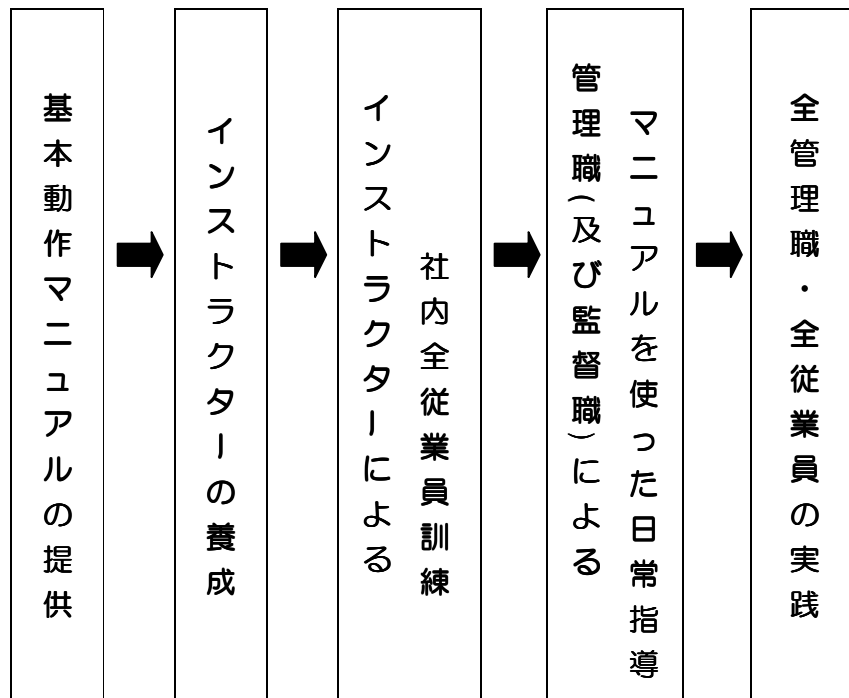 基本動作マニュアルの提供
インストラクターの養成
インストラクターによる
社内全従業員訓練
管理職(及び監督職)による
マニュアルを使った日常指導
全管理職・全従業員の実践